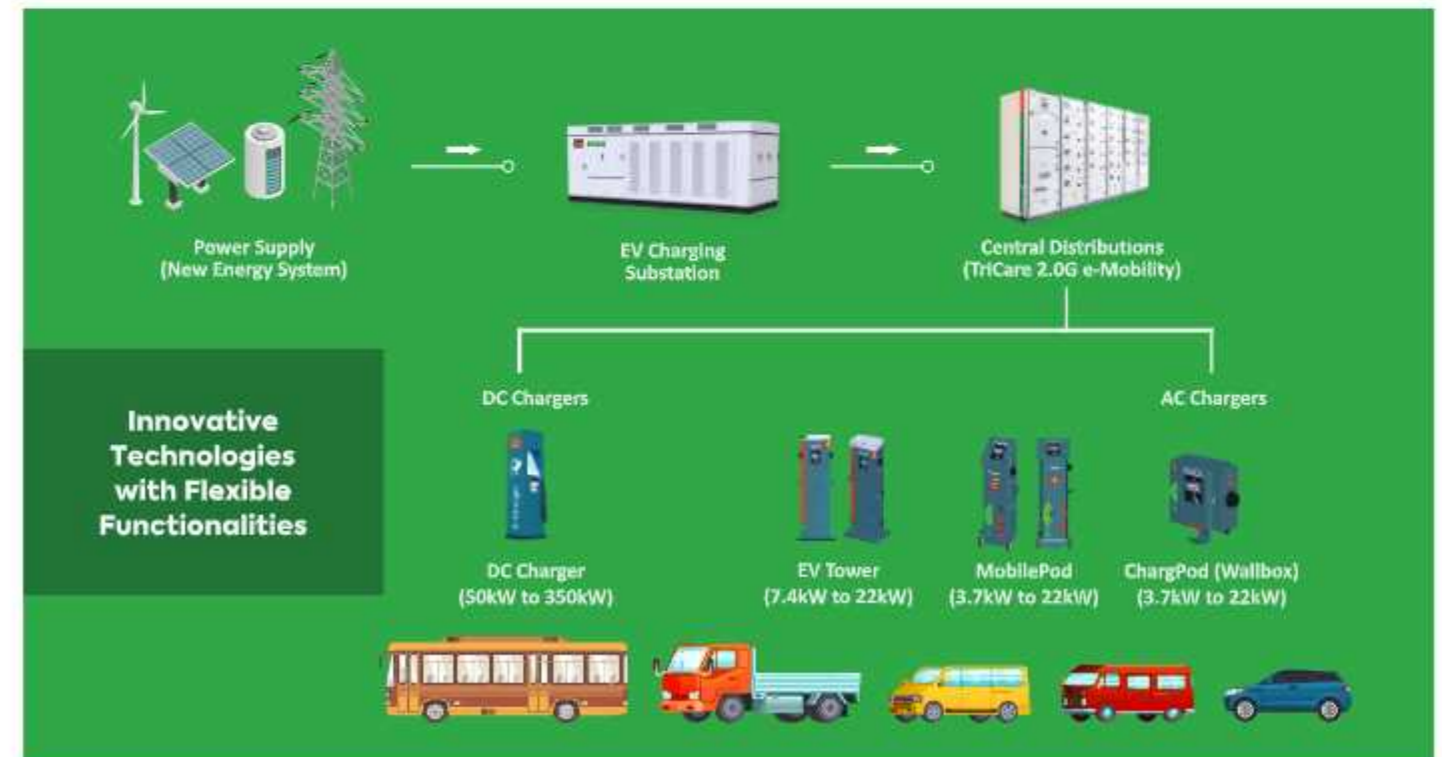 Power Supply
(New Energy System)
EV Charging
Substation
Central Distributions
(TriCare 2.0G e-Mobility)
Innovative
Technologies
with Flexible
Functionalities
DC Chargers
AC Chargers
DC Charger
(50kW to 350kW)
EV Tower
(7.4kW to 22kW)
MobilePod
(3.7kW to 22kW)
ChargPod (Wallbox)
(3.7kW to 22kW)